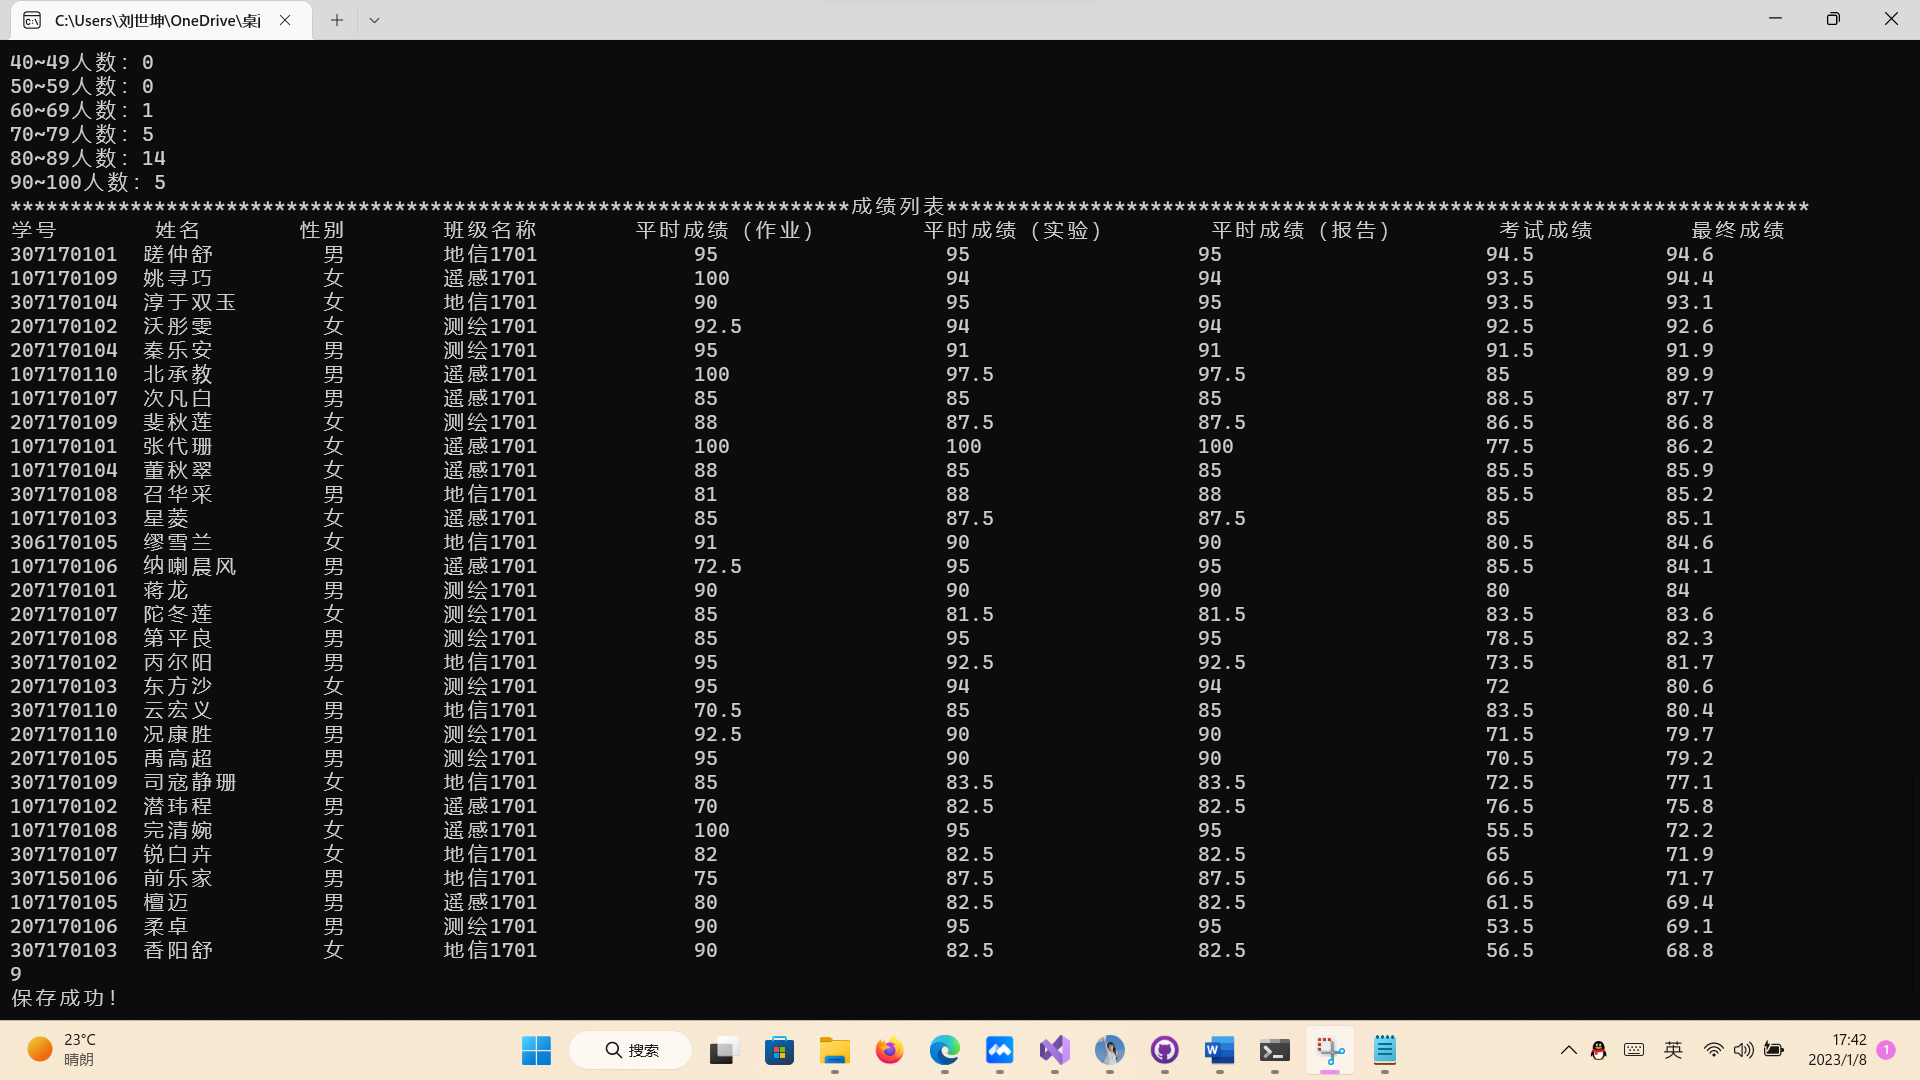 C:\Users\刘世坤\OneDrive\桌
40~49人数: 0
50~59人数: 0
60~69人数: 1
70~79人数: 5
80~89人数: 14
90~100人数: 5
**********************************************************************成绩列表************************************************************************
学号 姓名 性别 班级名称 平时成绩（作业） 平时成绩（实验） 平时成绩（报告） 考试成绩 最终成绩
307170101 蹉仲舒 男 地信1701 95 95 95 94.5 94.6
107170109 姚寻巧 女 遥感1701 100 94 94 93.5 94.4
307170104 淳于双玉 女 地信1701 90 95 95 93.5 93.1
207170102 沃彤雯 女 测绘1701 92.5 94 94 92.5 92.6
207170104 秦乐安 男 测绘1701 95 91 91 91.5 91.9
107170110 北承教 男 遥感1701 100 97.5 97.5 85 89.9
107170107 次凡白 男 遥感1701 85 85 85 88.5 87.7
207170109 斐秋莲 女 测绘1701 88 87.5 87.5 86.5 86.8
107170101 张代珊 女 遥感1701 100 100 100 77.5 86.2
107170104 董秋翠 女 遥感1701 88 85 85 85.5 85.9
307170108 召华采 男 地信1701 81 88 88 85.5 85.2
107170103 星菱 女 遥感1701 85 87.5 87.5 85 85.1
306170105 缪雪兰 女 地信1701 91 90 90 80.5 84.6
107170106 纳喇晨风 男 遥感1701 72.5 95 95 85.5 84.1
207170101 蒋龙 男 测绘1701 90 90 90 80 84
207170107 陀冬莲 女 测绘1701 85 81.5 81.5 83.5 83.6
207170108 第平良 男 测绘1701 85 95 95 78.5 82.3
307170102 丙尔阳 男 地信1701 95 92.5 92.5 73.5 81.7
207170103 东方沙 女 测绘1701 95 94 94 72 80.6
307170110 云宏义 男 地信1701 70.5 85 85 83.5 80.4
207170110 况康胜 男 测绘1701 92.5 90 90 71.5 79.7
207170105 禹高超 男 测绘1701 95 90 90 70.5 79.2
307170109 司寇静珊 女 地信1701 85 83.5 83.5 72.5 77.1
107170102 潜玮程 男 遥感1701 70 82.5 82.5 76.5 75.8
107170108 完清婉 女 遥感1701 100 95 95 55.5 72.2
307170107 锐白卉 女 地信1701 82 82.5 82.5 65 71.9
307150106 前乐家 男 地信1701 75 87.5 87.5 66.5 71.7
107170105 檀迈 男 遥感1701 80 82.5 82.5 61.5 69.4
207170106 柔卓 男 测绘1701 90 95 95 53.5 69.1
307170103 香阳舒 女 地信1701 90 82.5 82.5 56.5 68.8
9
保存成功!
23°C
晴朗
搜索
英
17:42
2023/1/8
1